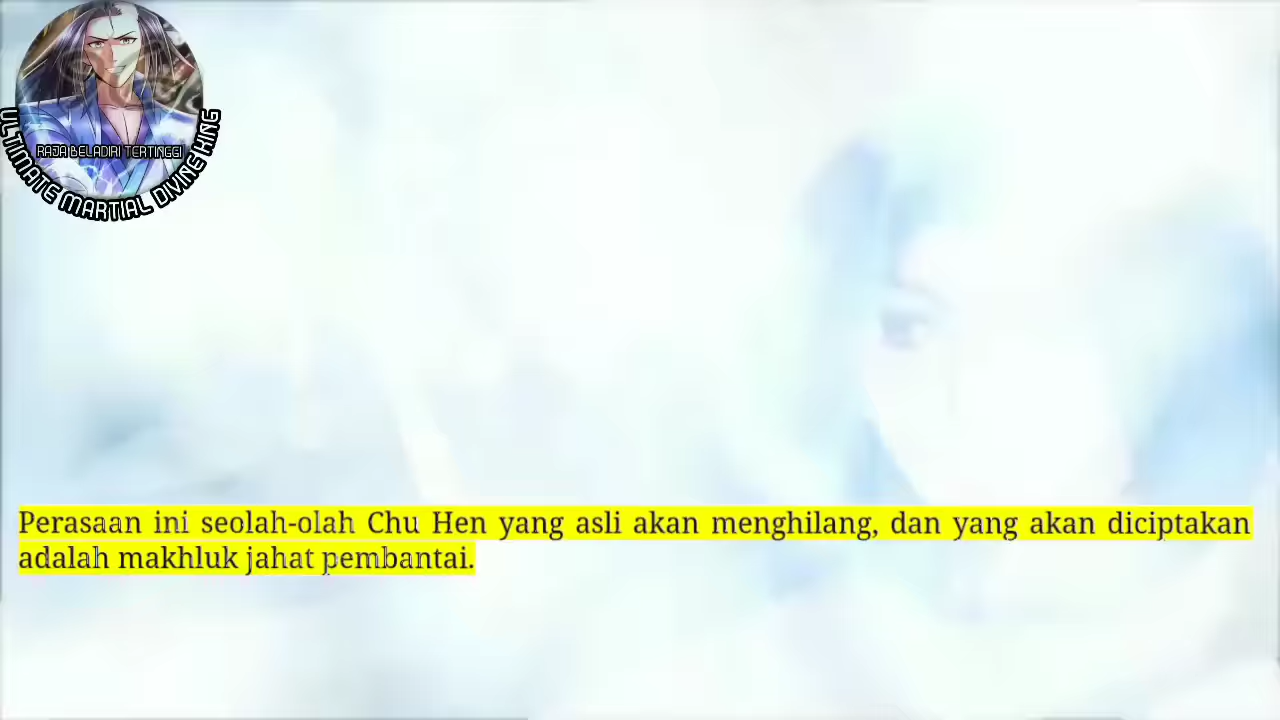 RAJA BELADIRI TERTINGGI
ULTIMATE MARTIAL DIVINE KING
Perasaan ini seolah-olah Chu Hen yang asli akan menghilang, dan yang akan diciptakan
adalah makhluk jahat pembantai.